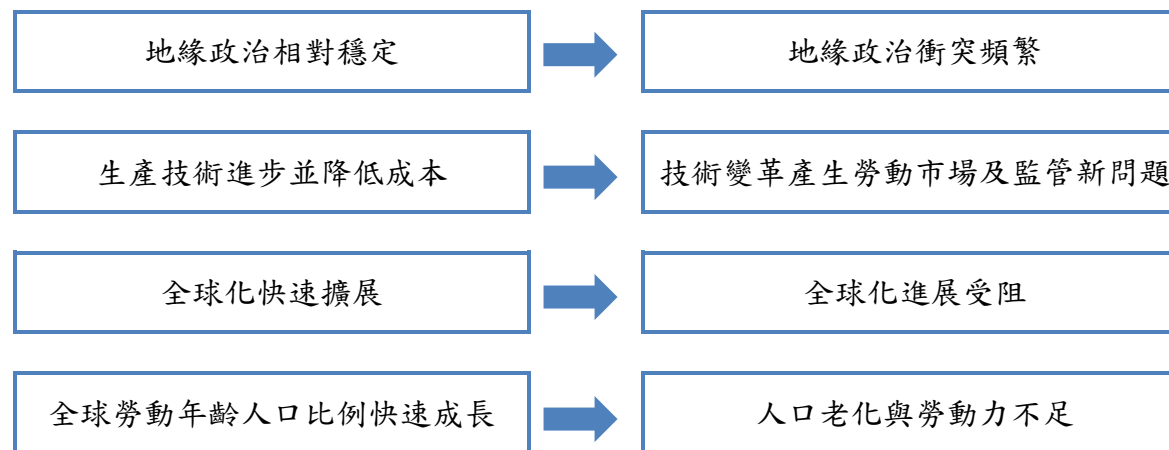 地緣政治相對穩定
地緣政治衝突頻繁
生產技術進步並降低成本
技術變革產生勞動市場及監管新問題
全球化快速擴展
全球化進展受阻
全球勞動年齡人口比例快速成長
人口老化與勞動力不足